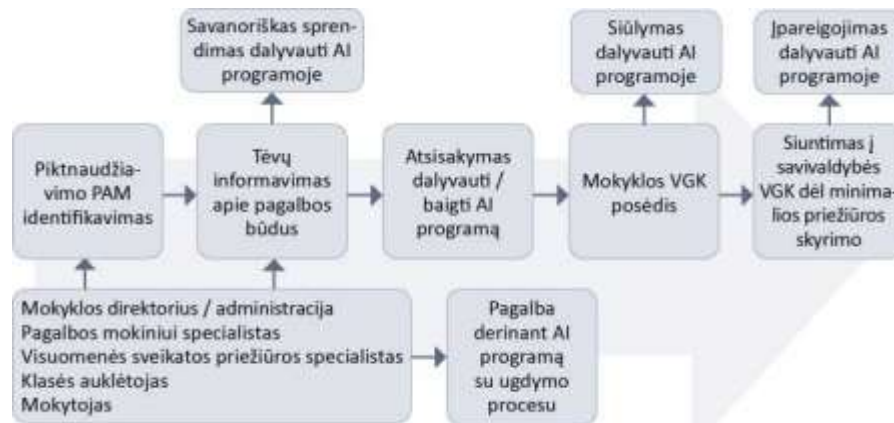 Savanoriškas spren-
dimas dalyvauti AI
programoje
Siūlymas
dalyvauti AI
programoje
Įpareigojimas
dalyvauti AI
programoje
Piktnaudžia-
vimo PAM
identifikavimas
Tėvų
informavimas
apie pagalbos
būdus
Atsisakymas
dalyvauti /
baigti AI
programą
Mokyklos VGK
posėdis
Siuntimas į
savivaldybės
VGK dėl minima-
lios priežiūros
skyrimo
Mokyklos direktorius / administracija
Pagalbos mokiniui specialistas
Visuomenės sveikatos priežiūros specialistas
Klasės auklėtojas
Mokytojas
Pagalba
derinant AI
programą
su ugdymo
procesu